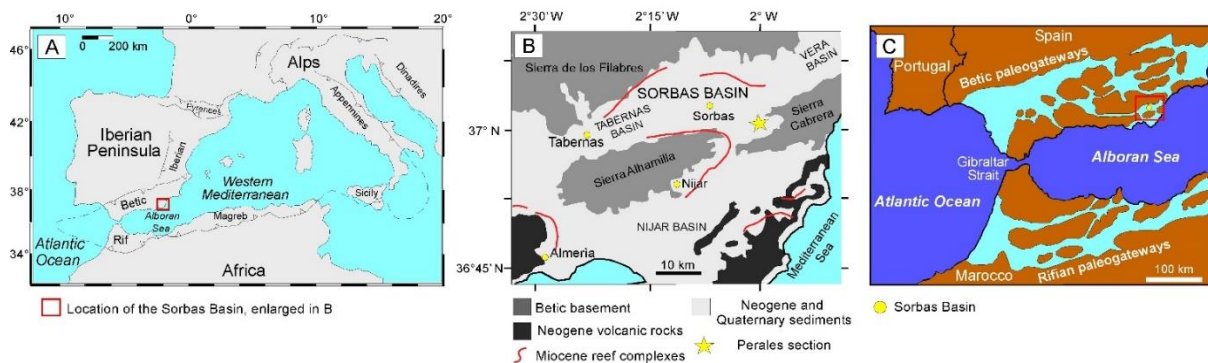 A
0 200 km
12° 10° 0° 10° 20°
46°
42°
38°
34°
Alps
Dinarides
Appennines
Pyrences
Iberian
Peninsula
Iberian
Western
Mediterranean
Betic
Alboran
Sea
Magreb
Sicily
Rif
Atlantic
Ocean
Africa
Location of the Sorbas Basin, enlarged in B
2°30' W 2°15' W 2° W
B
Sierra de los Filabres
VERA
BASIN
SORBAS BASIN
TABERNAS
BASIN
Sorbas
Sierra
Cabrera
37°
Tabernas
Sierra Alhamilla
Nijar
NIJAR BASIN
Almeria
36°45'
10 km
Mediterranean
Sea
Betic basement
Neogene volcanic rocks
Miocene reef complexes
Neogene and
Quaternary sediments
Perales section
C
Spain
Portugal
Betic paleogateways
Gibraltar
Strait
Alboran Sea
Atlantic Ocean
Marocco
Rifian paleogateways
100 km
Sorbas Basin